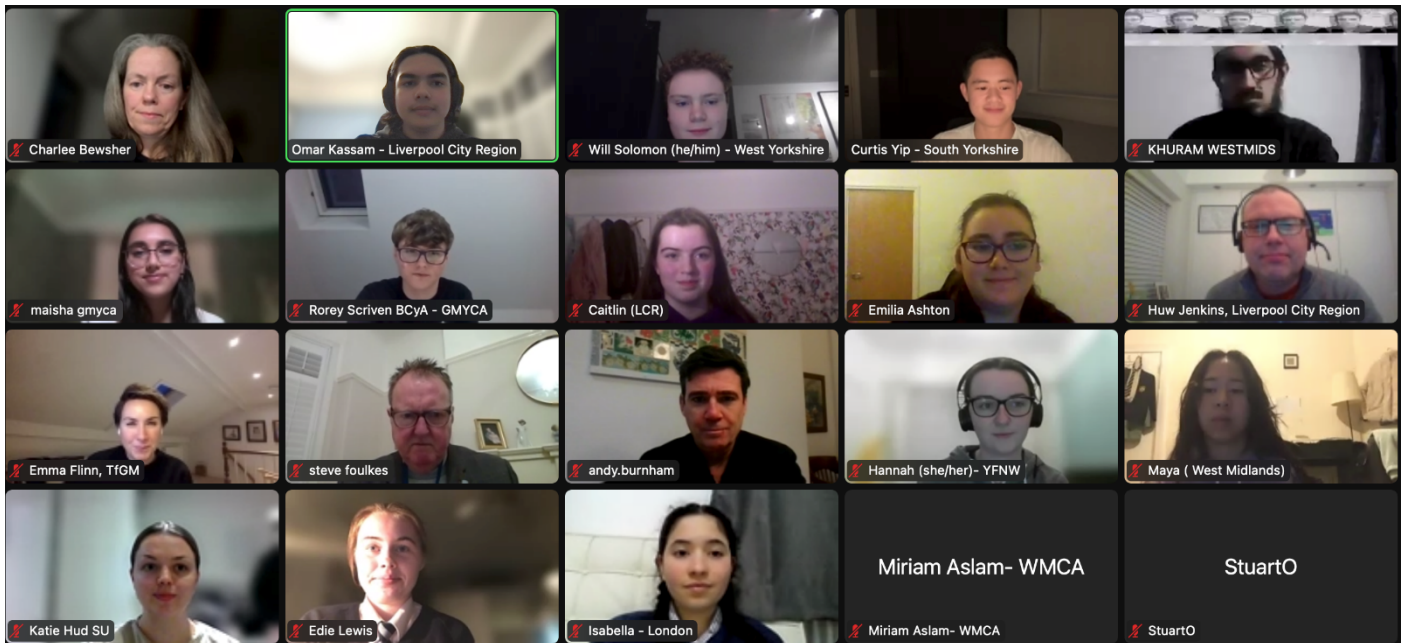 Charlee Bewsher
Omar Kassam - Liverpool City Region
Will Solomon (he/him) - West Yorkshire
Curtis Yip - South Yorkshire
KHURAM WESTMIDS
maisha gmyca
Rorey Scriven BCyA - GMYCA
Caitlin (LCR)
Emilia Ashton
Huw Jenkins, Liverpool City Region
Emma Flinn, TfGM
steve foulkes
andy.burnham
Hannah (she/her)- YFNW
Maya ( West Midlands)
Katie Hud SU
Edie Lewis
Isabella - London
Miriam Aslam- WMCA
Miriam Aslam- WMCA
StuartO
StuartO